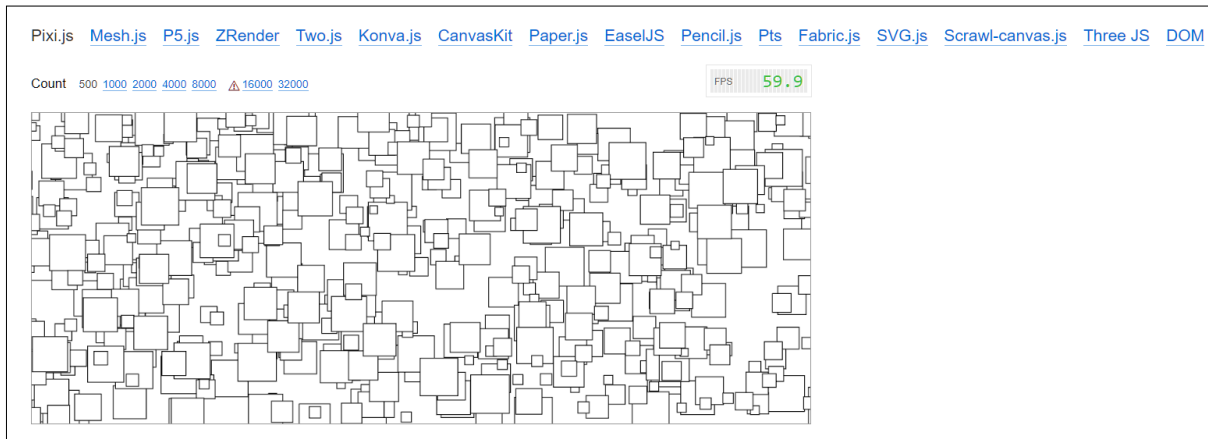 Pixi.js Mesh.js P5.js ZRender Two.js Konva.js CanvasKit Paper.js EaselJS Pencil.js Pts Fabric.js SVG.js Scrawl-canvas.js Three JS DOM
Count 500 1000 2000 4000 8000 ⚠ 16000 32000 FPS 59.9